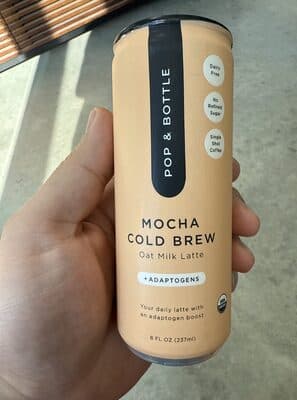 POP & BOTTLE
Dairy
Free
No
Refined
Sugar
Single
Shot
Coffee
MOCHA
COLD BREW
Oat Milk Latte
+ADAPTOGENS
Your daily latte with
an adaptogen boost
8 FL OZ (237ml)